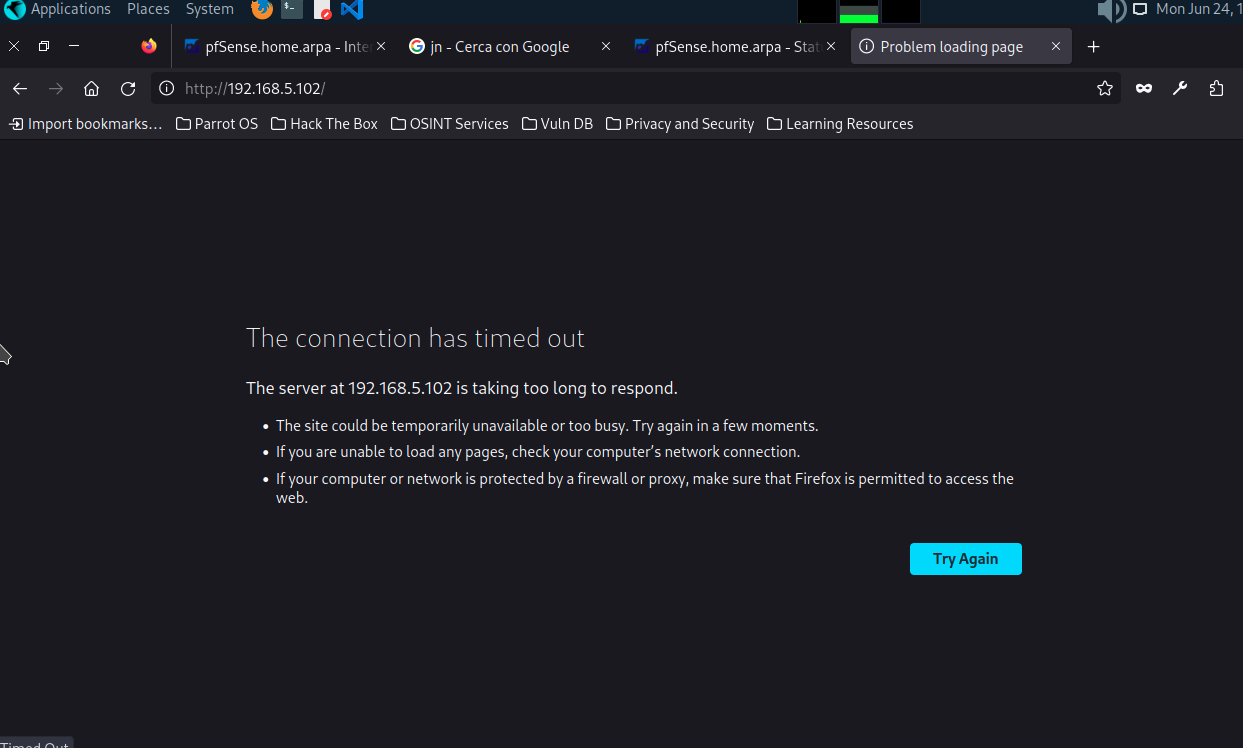 Applications Places System Mon Jun 24, 1
pfSense.home.arpa - Inter jn - Cerca con Google pfSense.home.arpa - Stat Problem loading page
http://192.168.5.102/
Import bookmarks... Parrot OS Hack The Box OSINT Services Vuln DB Privacy and Security Learning Resources
The connection has timed out
The server at 192.168.5.102 is taking too long to respond.
The site could be temporarily unavailable or too busy. Try again in a few moments.
If you are unable to load any pages, check your computer’s network connection.
If your computer or network is protected by a firewall or proxy, make sure that Firefox is permitted to access the
web.
Try Again
Timed Out